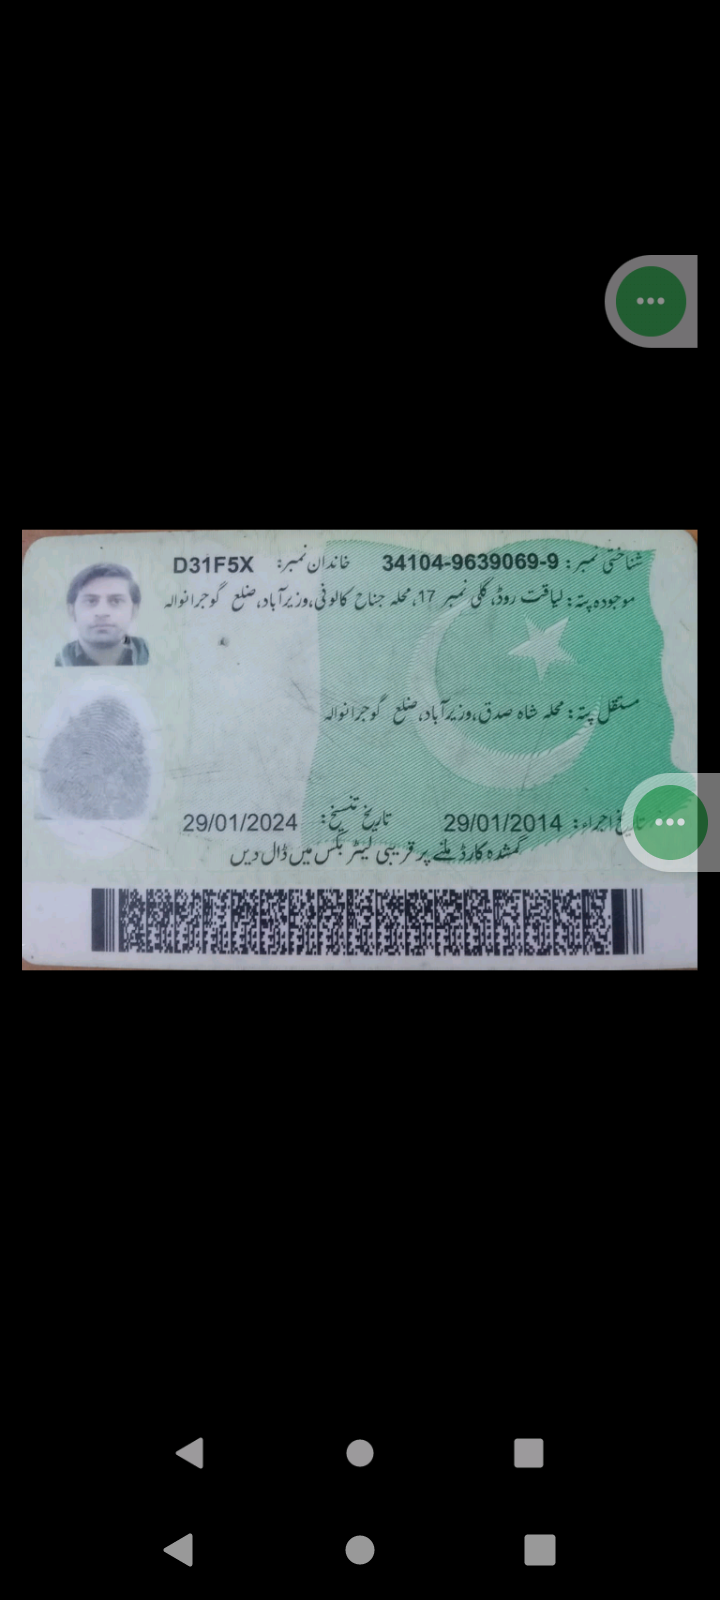 شناختی نمبر: 34104-9639069-9 خاندان نمبر: D31F5X
موجودہ پتہ: لیاقت روڈ، گلی نمبر 17، محلہ جناح کالونی، وزیرآباد، ضلع گوجرانوالہ
مستقل پتہ: محلہ شاہ صدق، وزیرآباد، ضلع گوجرانوالہ
تاریخ اجراء: 29/01/2014 تاریخ تنسیخ: 29/01/2024
گمشدہ کارڈ ملنے پر قریبی لیٹر بکس میں ڈال دیں